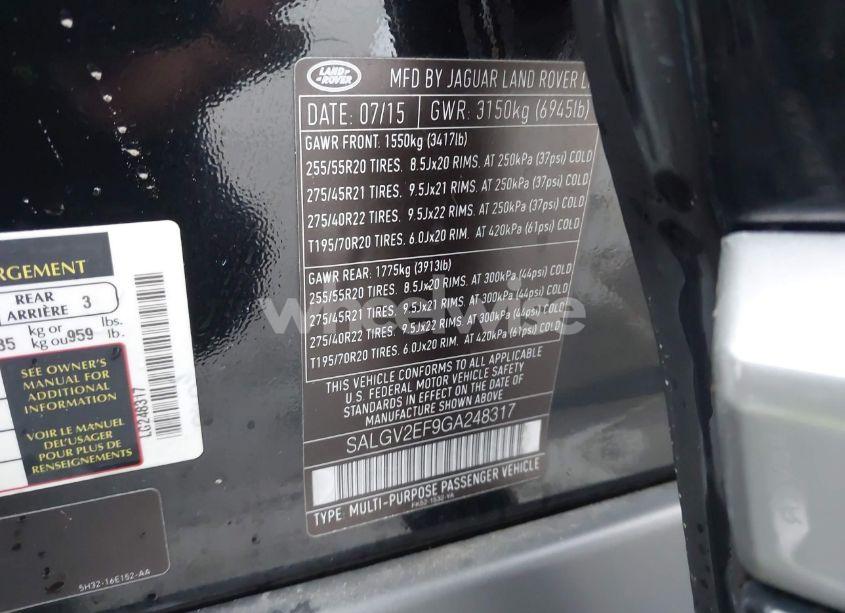 LAND ROVER
MFD BY JAGUAR LAND ROVER L
DATE: 07/15 GWR: 3150kg (6945lb)
GAWR FRONT: 1550kg (3417lb)
255/55R20 TIRES. 8.5Jx20 RIMS. AT 250kPa (37psi) COLD
275/45R21 TIRES. 9.5Jx21 RIMS. AT 250kPa (37psi) COLD
275/40R22 TIRES. 9.5Jx22 RIMS. AT 250kPa (37psi) COLD
T195/70R20 TIRES. 6.0Jx20 RIM. AT 420kPa (61psi) COLD
GAWR REAR: 1775kg (3913lb)
255/55R20 TIRES. 8.5Jx20 RIMS. AT 300kPa (44psi) COLD
275/45R21 TIRES. 9.5Jx21 RIMS. AT 300kPa (44psi) COLD
275/40R22 TIRES. 9.5Jx22 RIMS. AT 300kPa (44psi) COLD
T195/70R20 TIRES. 6.0Jx20 RIM. AT 420kPa (61psi) COLD
THIS VEHICLE CONFORMS TO ALL APPLICABLE
U.S. FEDERAL MOTOR VEHICLE SAFETY
STANDARDS IN EFFECT ON THE DATE OF
MANUFACTURE SHOWN ABOVE
SALGV2EF9GA248317
TYPE: MULTI-PURPOSE PASSENGER VEHICLE
FK52-1532-YA
wheelwise
RGEMENT
REAR
ARRIÈRE 3
35 kg or 959 lbs.
kg ou lb.
SEE OWNER'S
MANUAL FOR
ADDITIONAL
INFORMATION
VOIR LE MANUEL
DEL'USAGER
POUR PLUS DE
RENSEIGNEMENTS
LG248317
5H32-16E152-AA